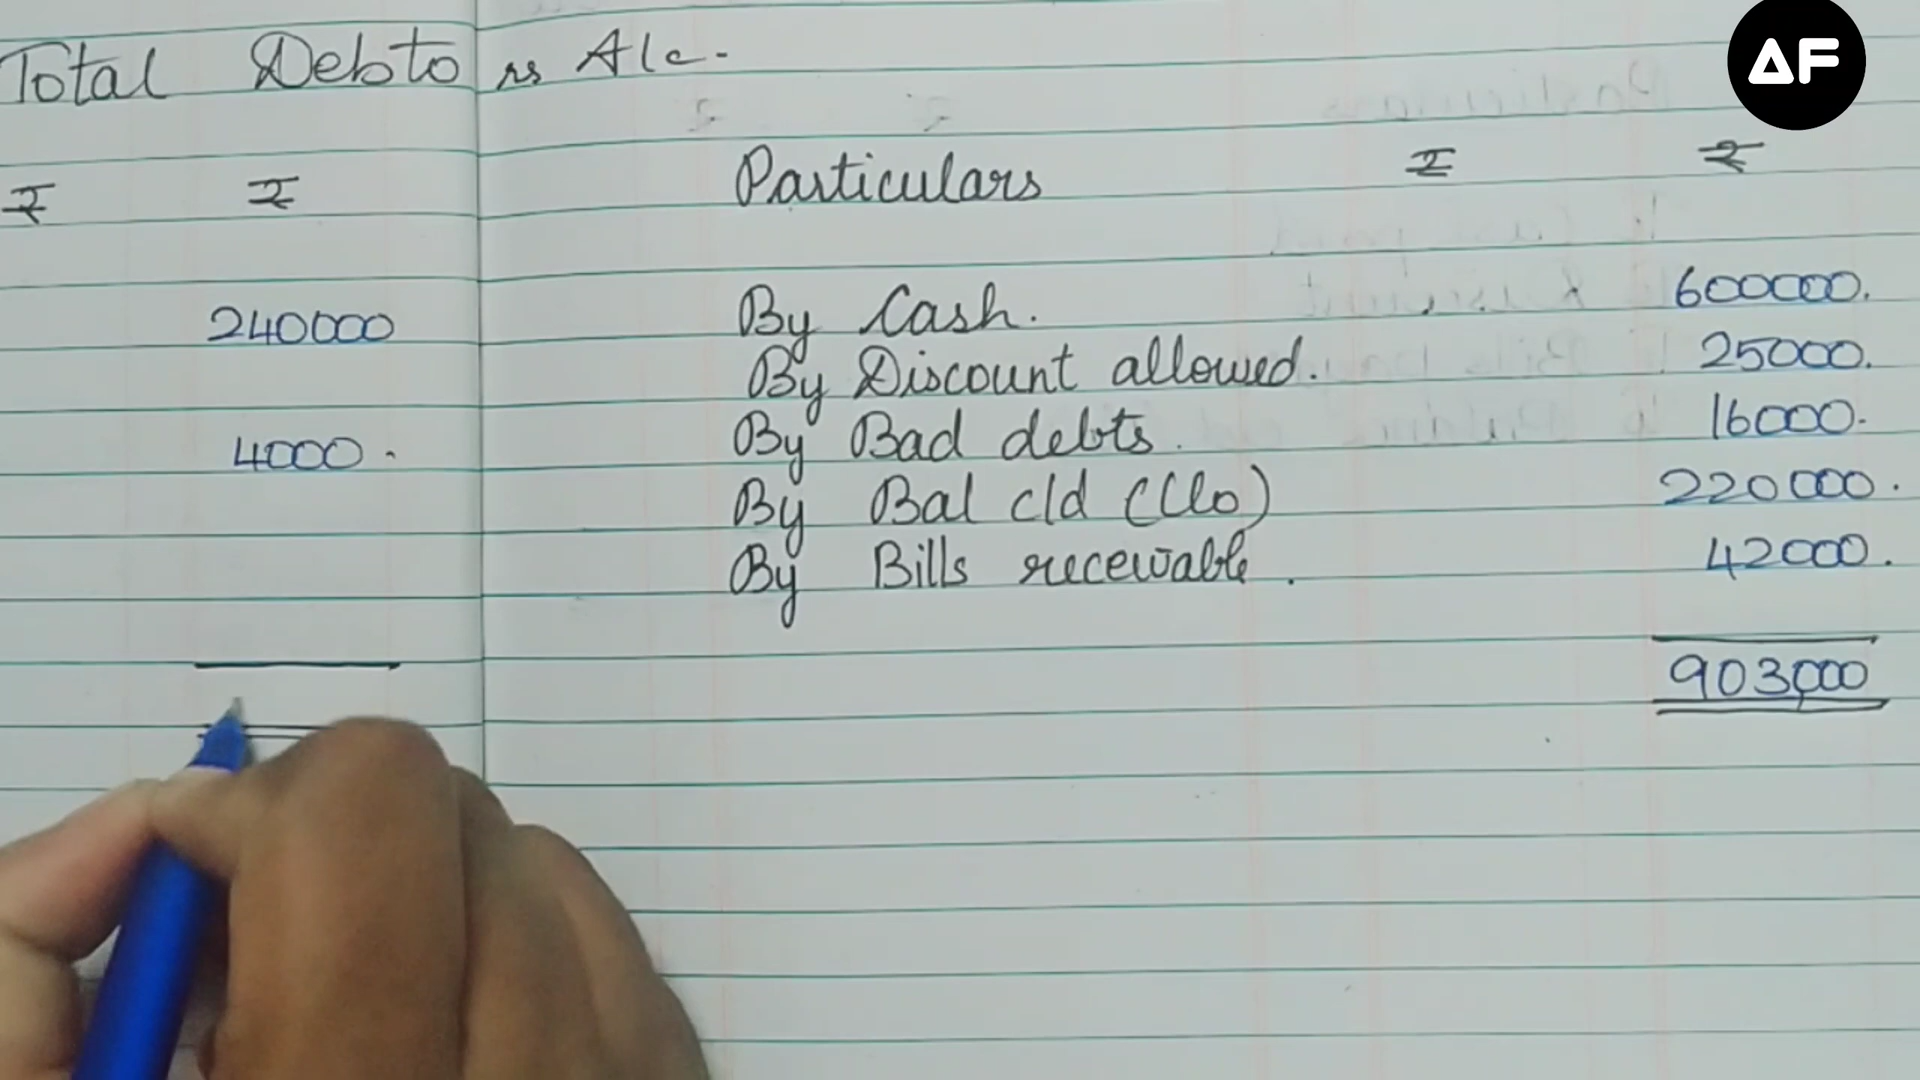 ΔF
Total Debtors A/c.
₹ ₹ Particulars ₹ ₹
240000 By Cash. 600000.
By Discount allowed. 25000.
4000. By Bad debts. 16000.
By Bal c/d (Clo) 220000.
By Bills receivable. 42000.
903000